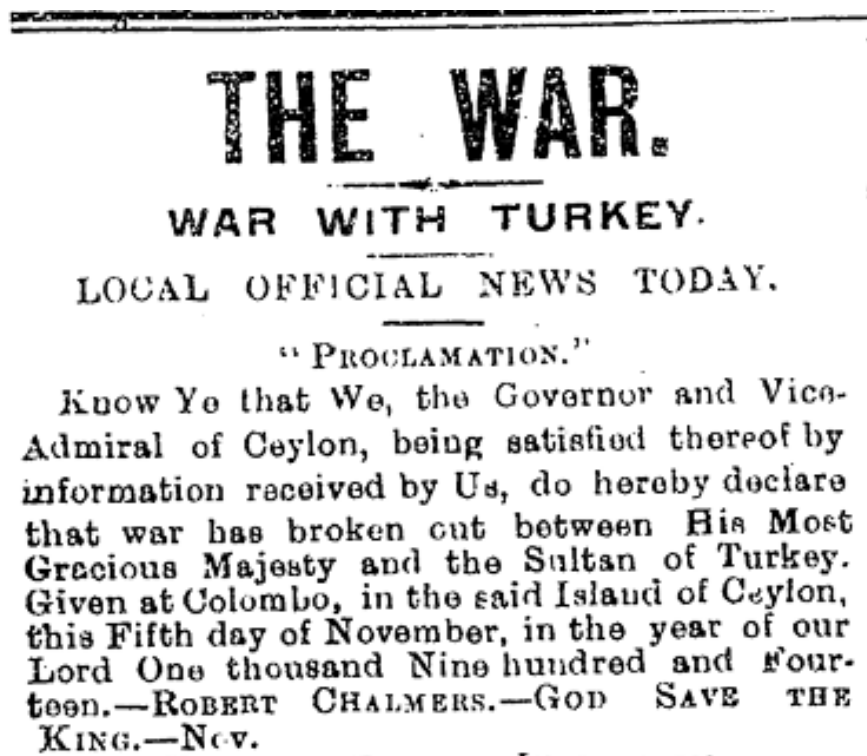 THE WAR.
WAR WITH TURKEY.
LOCAL OFFICIAL NEWS TODAY.
"PROCLAMATION."
Know Ye that We, the Governor and Vice-
Admiral of Ceylon, being satisfied thereof by
information received by Us, do hereby declare
that war has broken out between His Most
Gracious Majesty and the Sultan of Turkey.
Given at Colombo, in the said Island of Ceylon,
this Fifth day of November, in the year of our
Lord One thousand Nine hundred and Four-
teen.—ROBERT CHALMERS.—GOD SAVE THE
KING.—Nov.